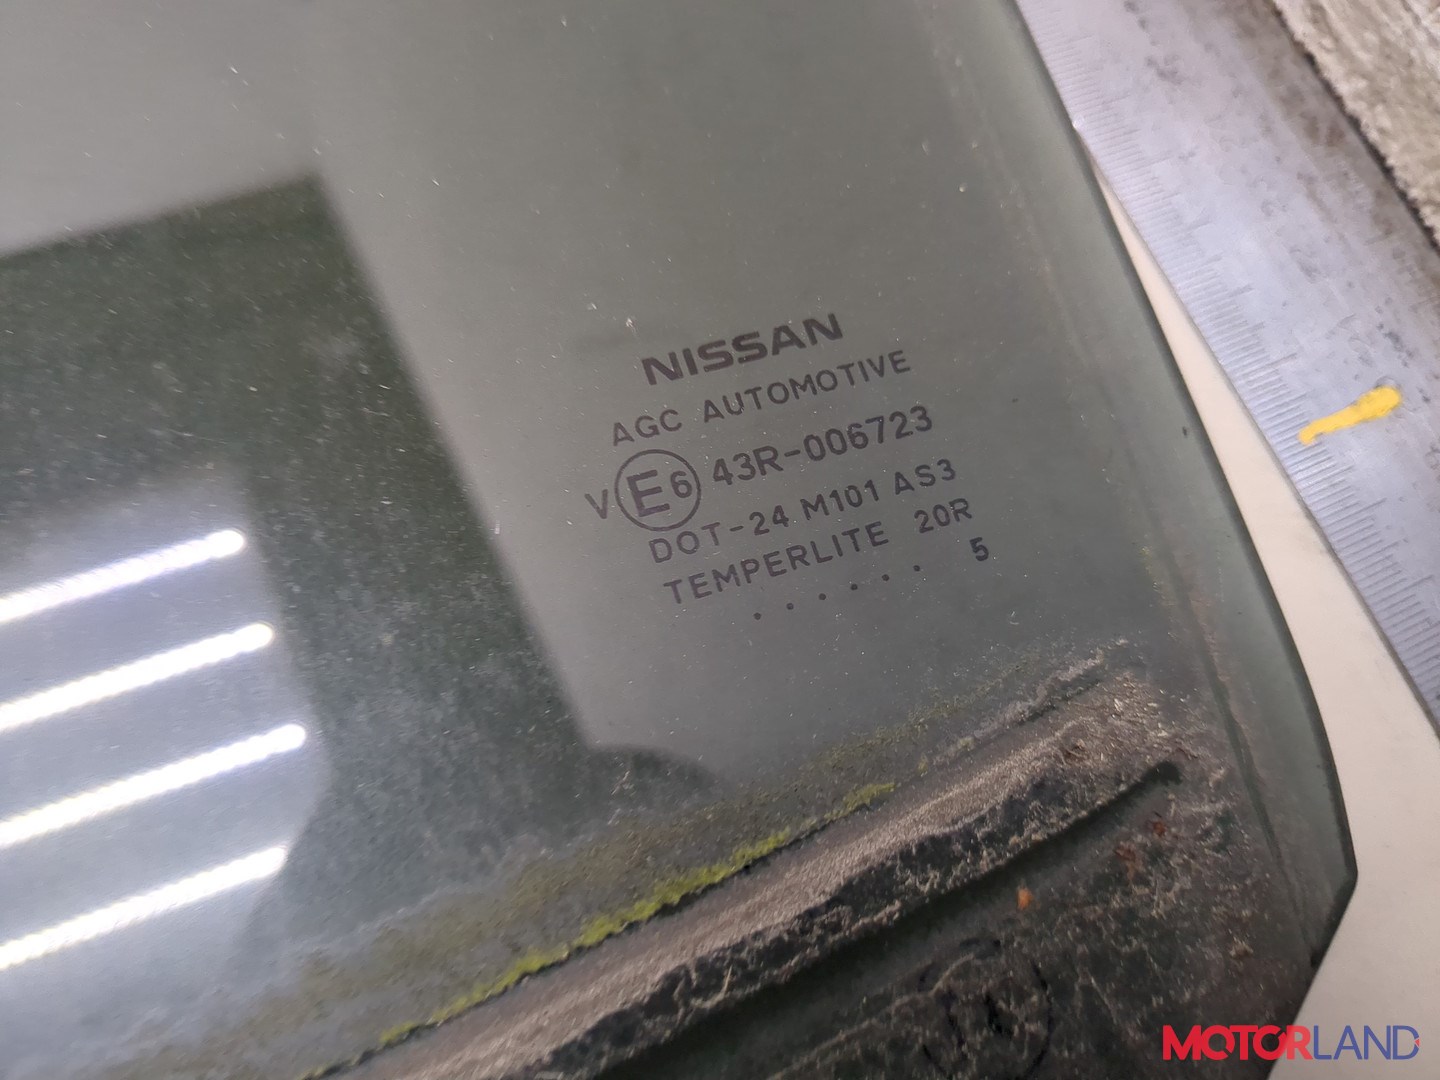 NISSAN
AGC AUTOMOTIVE
V E6 43R-006723
DOT-24 M101 AS3
TEMPERLITE 20R
. . . . . . 5
MOTORLAND